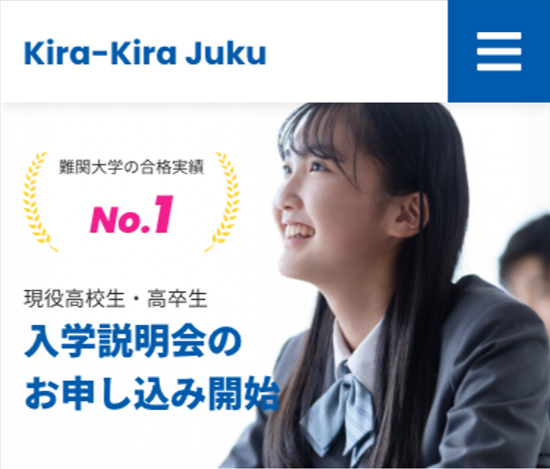 Kira-Kira Juku
難関大学の合格実績
No.1
現役高校生・高卒生
入学説明会の
お申し込み開始